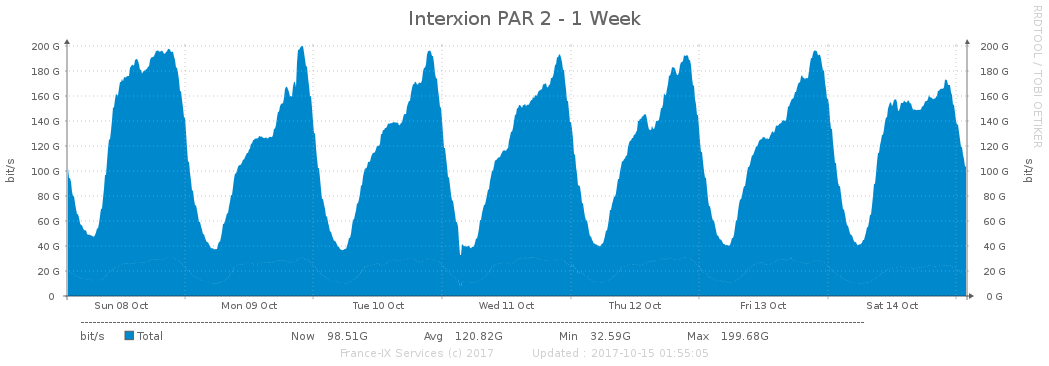 Interxion PAR 2 - 1 Week
RRDTOOL / TOBI OETIKER
200 G 200 G
180 G 180 G
160 G 160 G
140 G 140 G
120 G 120 G
100 G 100 G
80 G 80 G
60 G 60 G
40 G 40 G
20 G 20 G
0 0 G
bit/s
bit/s
Sun 08 Oct Mon 09 Oct Tue 10 Oct Wed 11 Oct Thu 12 Oct Fri 13 Oct Sat 14 Oct
bit/s Total Now 98.51G Avg 120.82G Min 32.59G Max 199.68G
France-IX Services (c) 2017 Updated : 2017-10-15 01:55:05